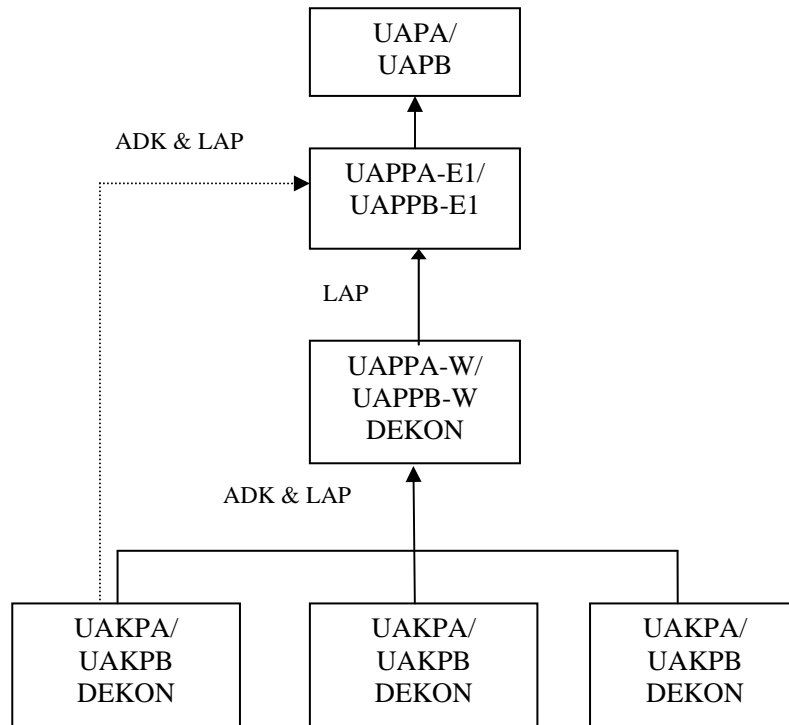 UAPA/
UAPB
ADK & LAP
UAPPA-E1/
UAPPB-E1
LAP
UAPPA-W/
UAPPB-W
DEKON
ADK & LAP
UAKPA/
UAKPB
DEKON
UAKPA/
UAKPB
DEKON
UAKPA/
UAKPB
DEKON